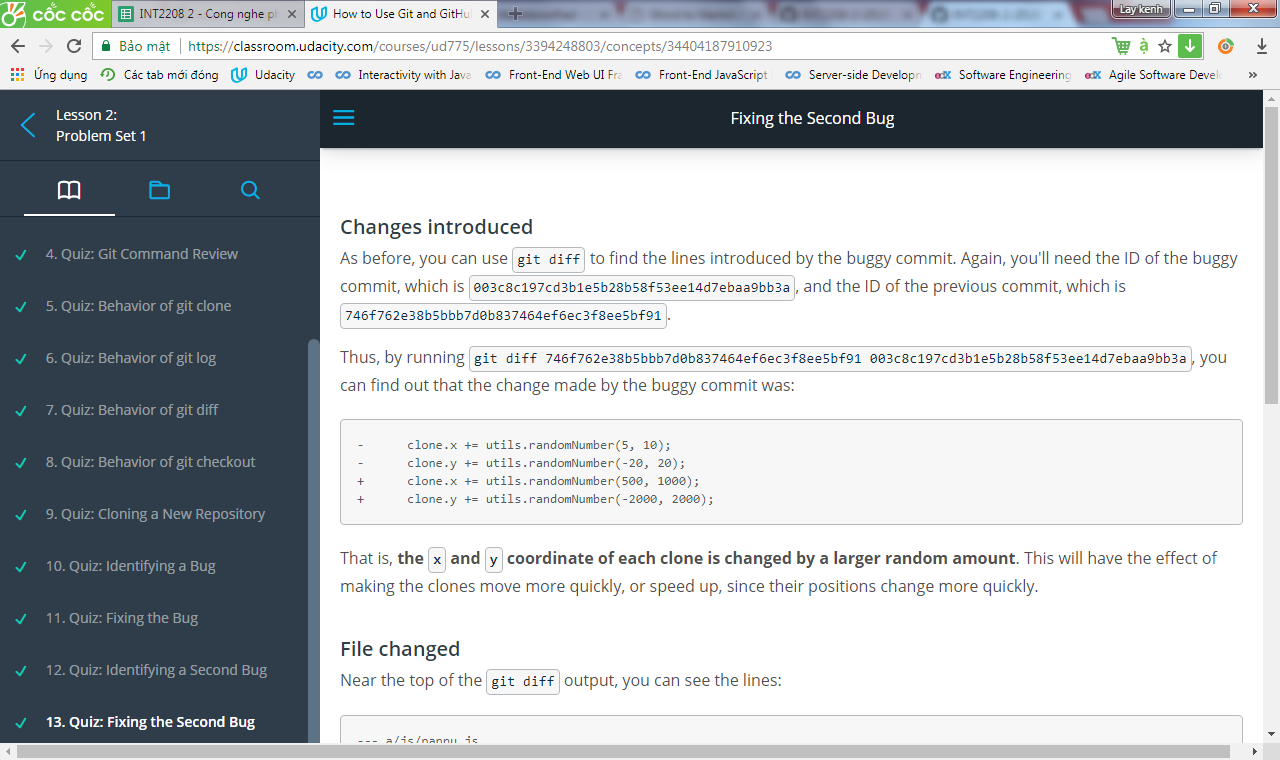 cốc cốc
INT2208 2 - Cong nghe ph
How to Use Git and GitHu
Lay kenh
Bảo mật
https://classroom.udacity.com/courses/ud775/lessons/3394248803/concepts/34404187910923
Ứng dụng
Các tab mới đóng
Udacity
Interactivity with Java
Front-End Web UI Fra
Front-End JavaScript
Server-side Developn
edX
Software Engineering
edX
Agile Software Devel
Lesson 2:
Problem Set 1
4. Quiz: Git Command Review
5. Quiz: Behavior of git clone
6. Quiz: Behavior of git log
7. Quiz: Behavior of git diff
8. Quiz: Behavior of git checkout
9. Quiz: Cloning a New Repository
10. Quiz: Identifying a Bug
11. Quiz: Fixing the Bug
12. Quiz: Identifying a Second Bug
13. Quiz: Fixing the Second Bug
Fixing the Second Bug
Changes introduced
As before, you can use git diff to find the lines introduced by the buggy commit. Again, you'll need the ID of the buggy
commit, which is 003c8c197cd3b1e5b28b58f53ee14d7ebaa9bb3a, and the ID of the previous commit, which is
746f762e38b5bbb7d0b837464ef6ec3f8ee5bf91.
Thus, by running git diff 746f762e38b5bbb7d0b837464ef6ec3f8ee5bf91 003c8c197cd3b1e5b28b58f53ee14d7ebaa9bb3a, you
can find out that the change made by the buggy commit was:
- clone.x += utils.randomNumber(5, 10);
- clone.y += utils.randomNumber(-20, 20);
+ clone.x += utils.randomNumber(500, 1000);
+ clone.y += utils.randomNumber(-2000, 2000);
That is, the x and y coordinate of each clone is changed by a larger random amount. This will have the effect of
making the clones move more quickly, or speed up, since their positions change more quickly.
File changed
Near the top of the git diff output, you can see the lines: